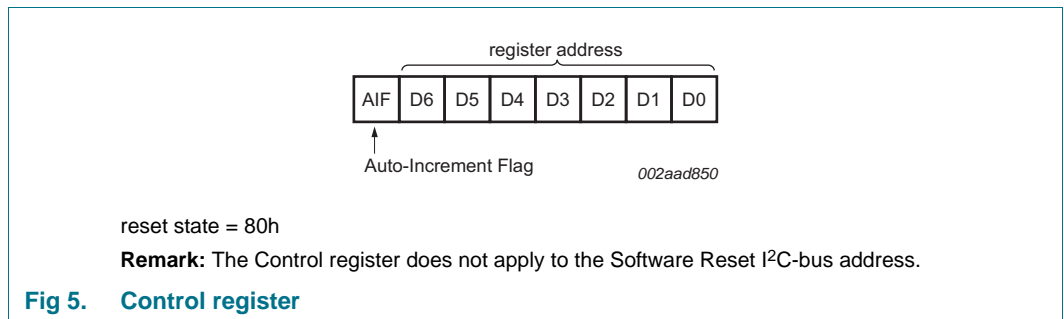 register address
AIF D6 D5 D4 D3 D2 D1 D0
Auto-Increment Flag
002aad850
reset state = 80h
Remark: The Control register does not apply to the Software Reset I²C-bus address.
Fig 5. Control register